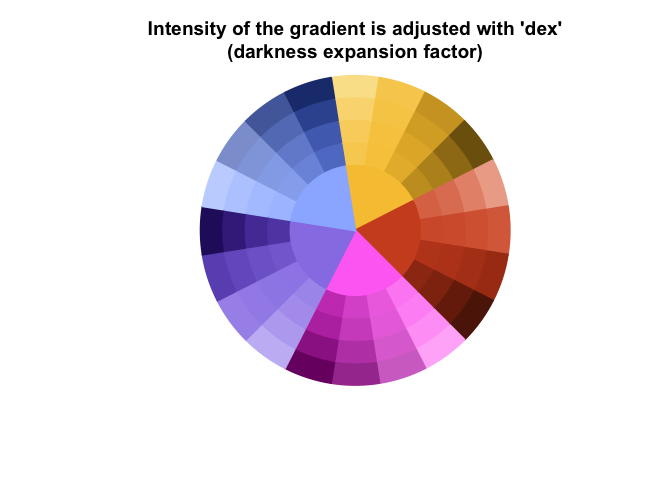 Intensity of the gradient is adjusted with 'dex'
(darkness expansion factor)